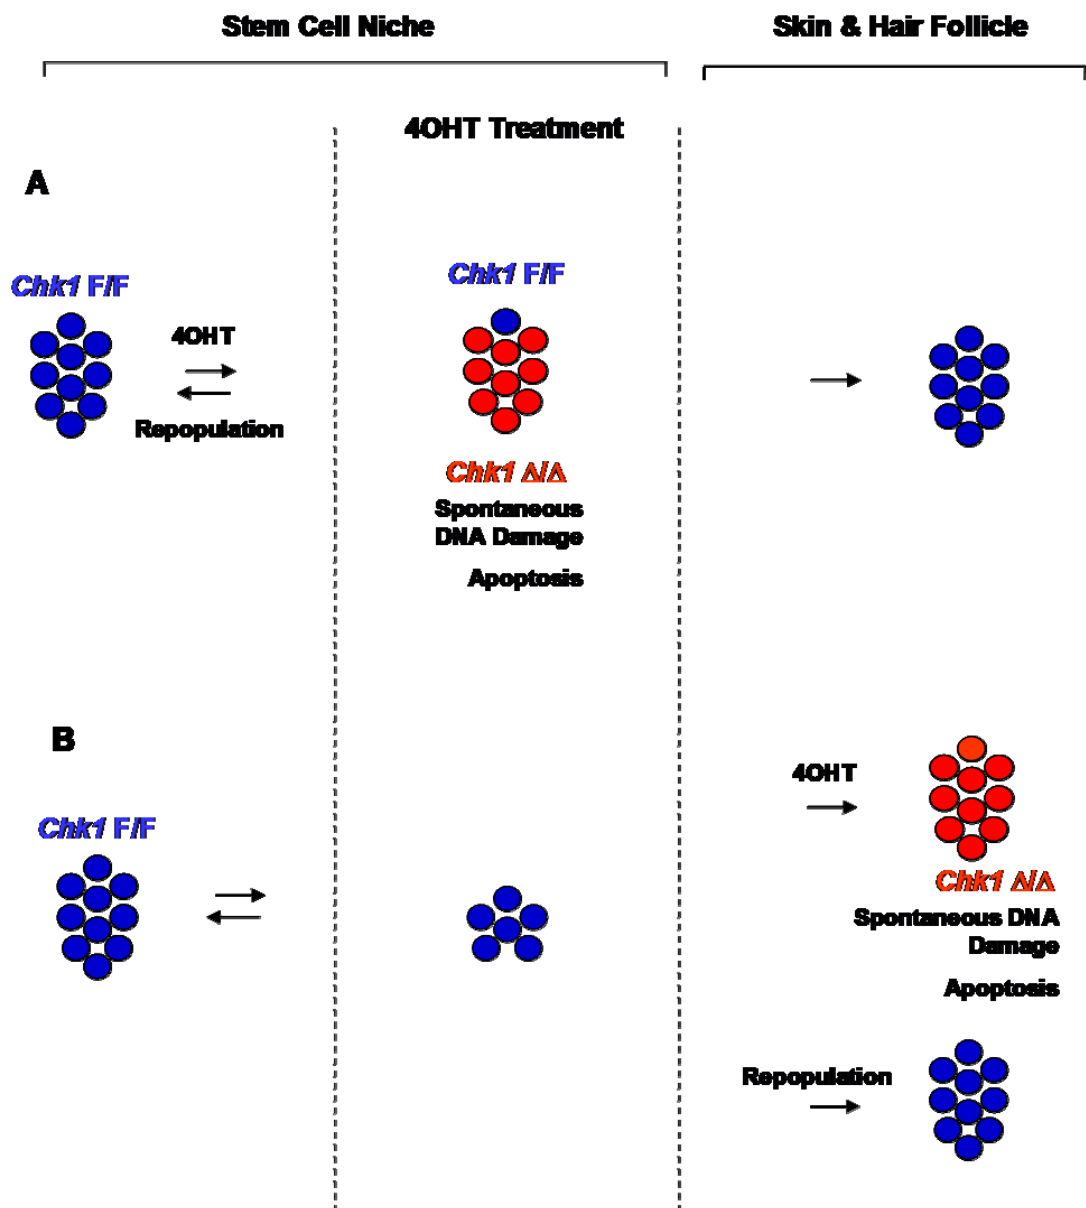 Stem Cell Niche
Skin & Hair Follicle
4OHT Treatment
A
Chk1 F/F
4OHT
Repopulation
Chk1 F/F
Chk1 Δ/Δ
Spontaneous
DNA Damage
Apoptosis
B
Chk1 F/F
4OHT
Chk1 Δ/Δ
Spontaneous DNA
Damage
Apoptosis
Repopulation